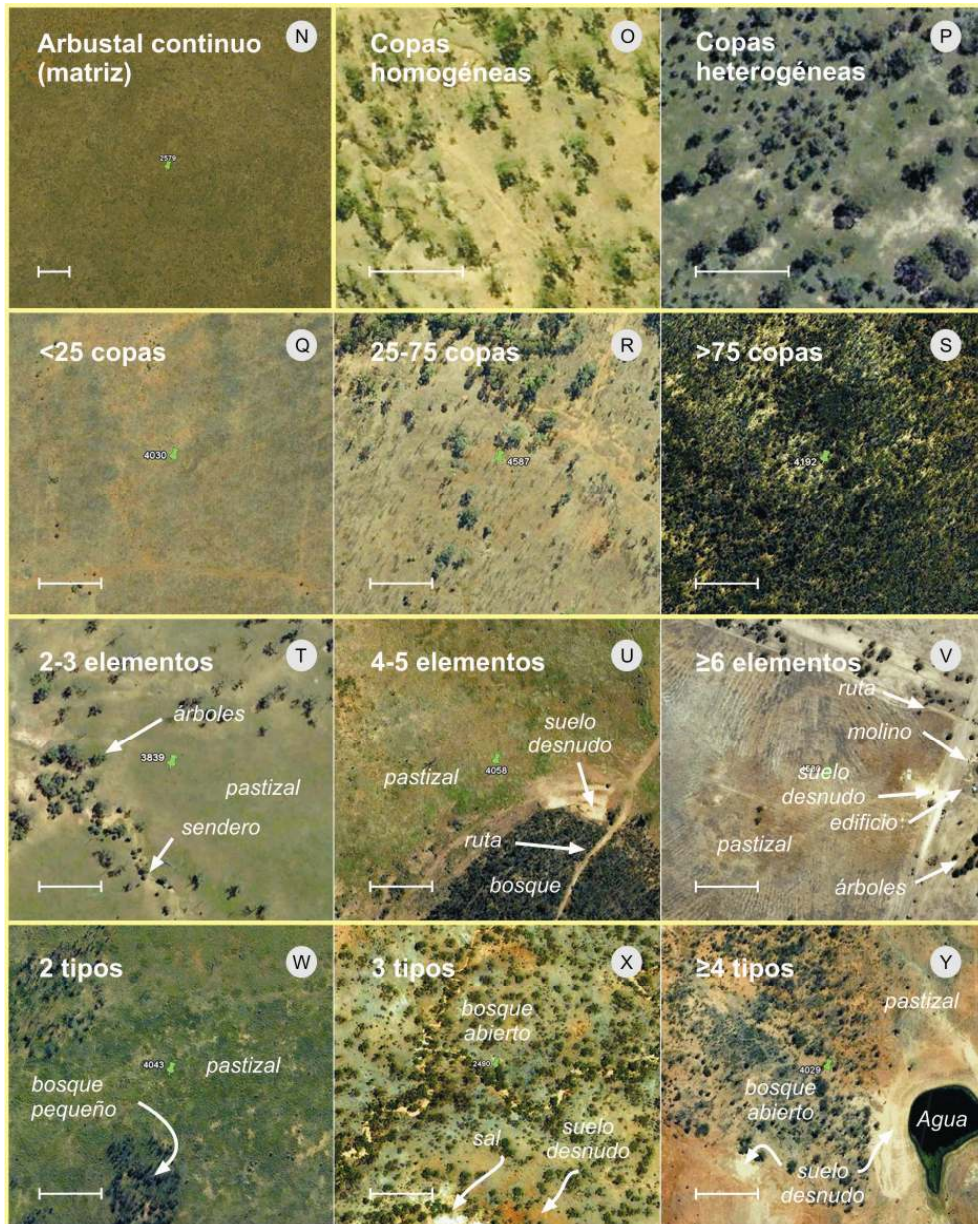 Arbustal continuo
(matriz)
N
2579
Copas
homogéneas
O
Copas
heterogéneas
P
<25 copas
Q
4030
25-75 copas
R
4587
>75 copas
S
4192
2-3 elementos
T
árboles
3839
pastizal
sendero
4-5 elementos
U
suelo
desnudo
pastizal
4058
ruta
bosque
≥6 elementos
V
ruta
molino
suelo
desnudo
edificio
pastizal
árboles
2 tipos
W
4043
pastizal
bosque
pequeño
3 tipos
X
bosque
abierto
2490
sal
suelo
desnudo
≥4 tipos
Y
pastizal
4029
bosque
abierto
Agua
suelo
desnudo